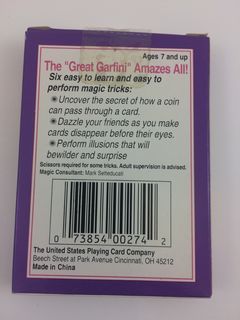 Ages 7 and up
The "Great Garfini" Amazes All!
Six easy to learn and easy to
perform magic tricks:
Uncover the secret of how a coin
can pass through a card.
Dazzle your friends as you make
cards disappear before their eyes.
Perform illusions that will
bewilder and surprise
Scissors required for some tricks. Adult supervision is advised.
Magic Consultant: Mark Setteducati
0 73854 00274 2
The United States Playing Card Company
Beech Street at Park Avenue Cincinnati, OH 45212
Made in China